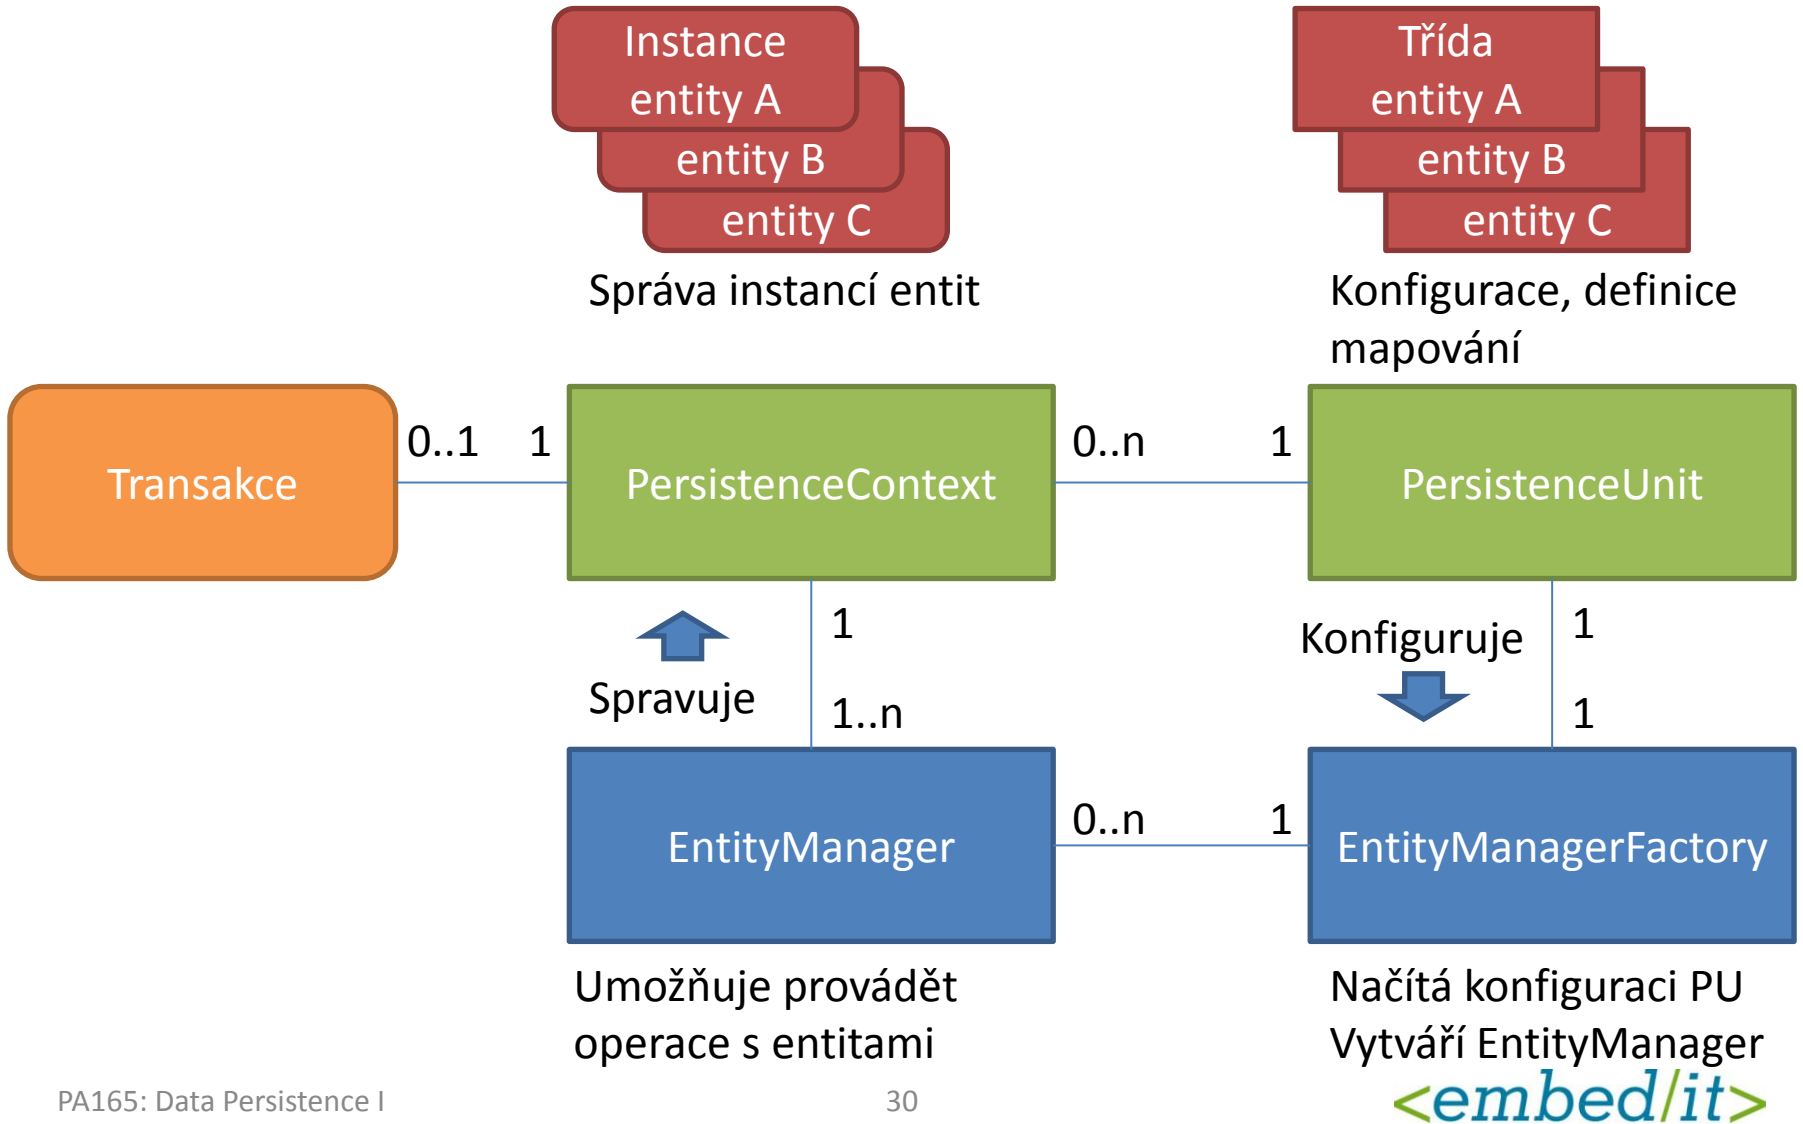 Instance
entity A
entity B
entity C
Správa instancí entit
Třída
entity A
entity B
entity C
Konfigurace, definice
mapování
Transakce
0..1
1
PersistenceContext
0..n
1
PersistenceUnit
Spravuje
1
1..n
Konfiguruje
1
1
EntityManager
0..n
1
EntityManagerFactory
Umožňuje provádět
operace s entitami
Načítá konfiguraci PU
Vytváří EntityManager
PA165: Data Persistence I
30
<embed/it>